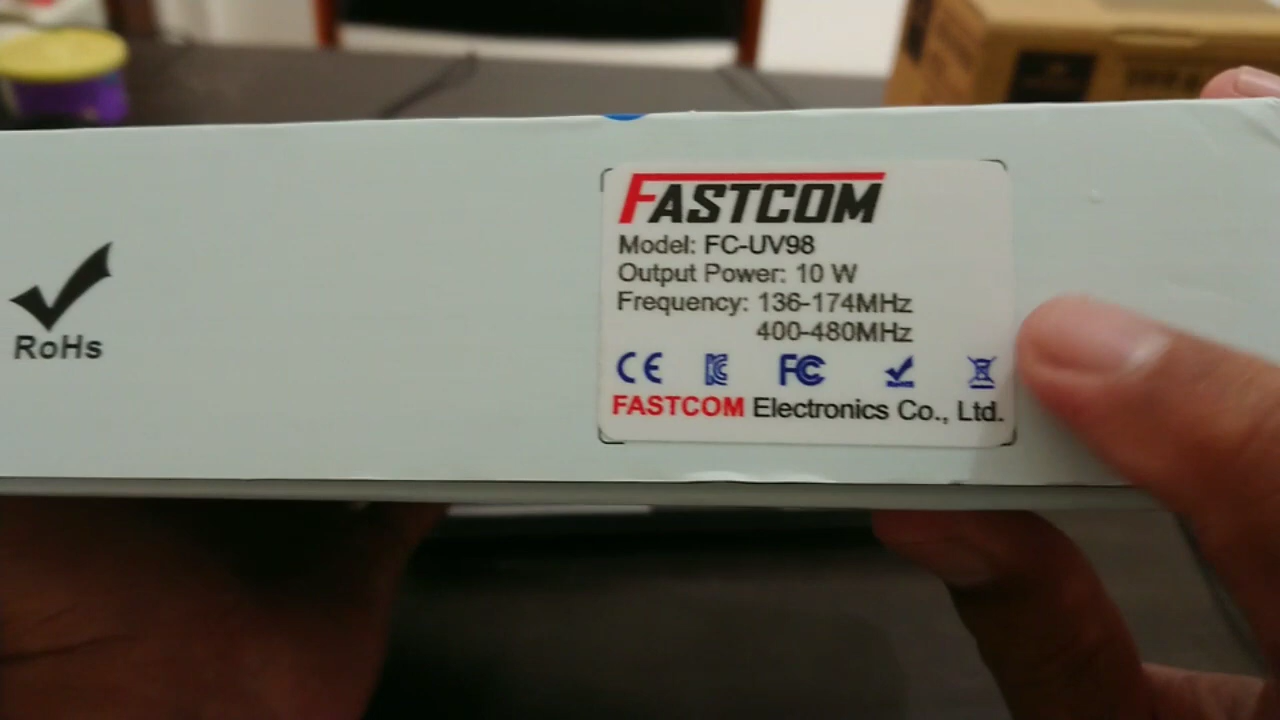 FASTCOM
Model: FC-UV98
Output Power: 10 W
Frequency: 136-174MHz
400-480MHz
CE FC
FASTCOM Electronics Co., Ltd.
RoHs